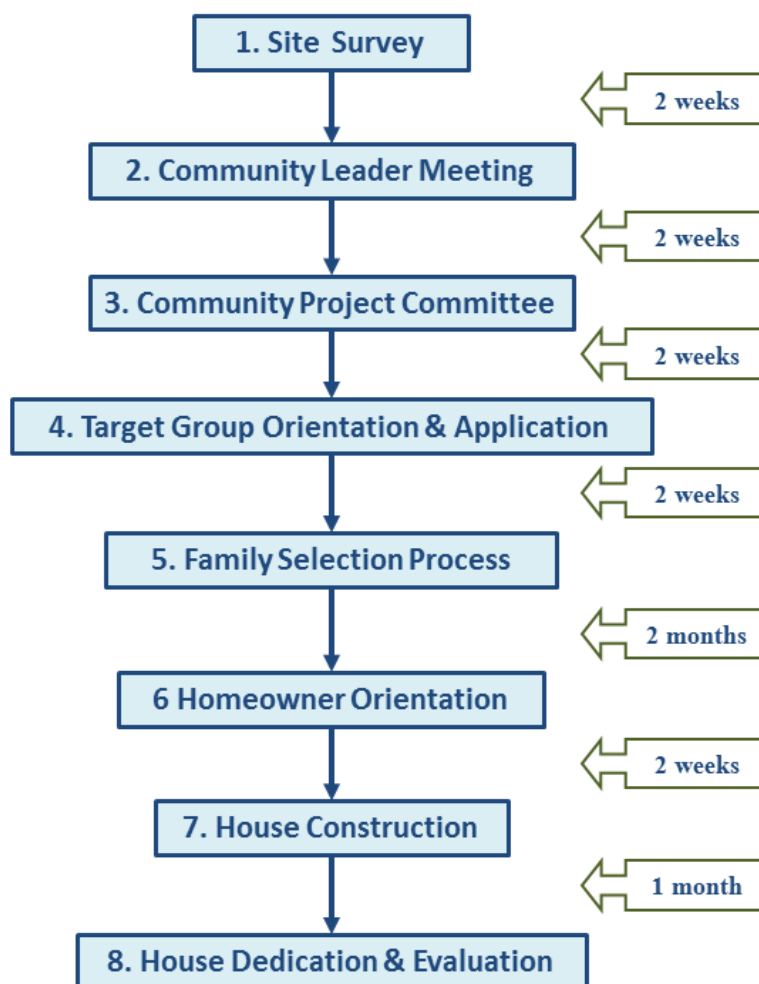 1. Site Survey
2 weeks
2. Community Leader Meeting
2 weeks
3. Community Project Committee
2 weeks
4. Target Group Orientation & Application
2 weeks
5. Family Selection Process
2 months
6 Homeowner Orientation
2 weeks
7. House Construction
1 month
8. House Dedication & Evaluation